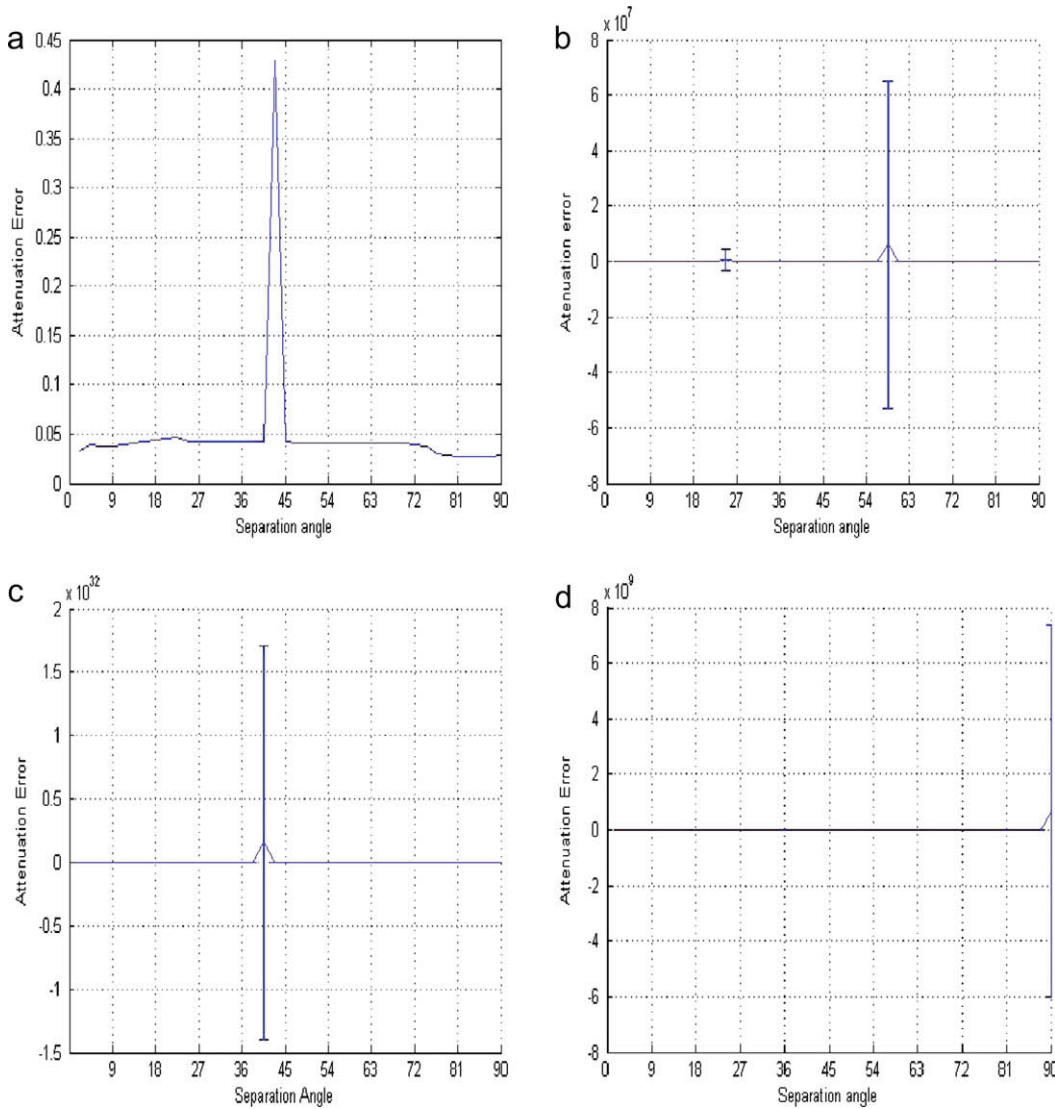 a
0.45
0.4
0.35
0.3
0.25
0.2
0.15
0.1
0.05
0
Attenuation Error
0 9 18 27 36 45 54 63 72 81 90
Separation angle
b
x 10^7
8
6
4
2
0
-2
-4
-6
-8
Atenuation error
0 9 18 27 36 45 54 63 72 81 90
Separation angle
c
x 10^32
2
1.5
1
0.5
0
-0.5
-1
-1.5
Attenuation Error
0 9 18 27 36 45 54 63 72 81 90
Separation Angle
d
x 10^9
8
6
4
2
0
-2
-4
-6
-8
Attenuation Error
0 9 18 27 36 45 54 63 72 81 90
Separation angle